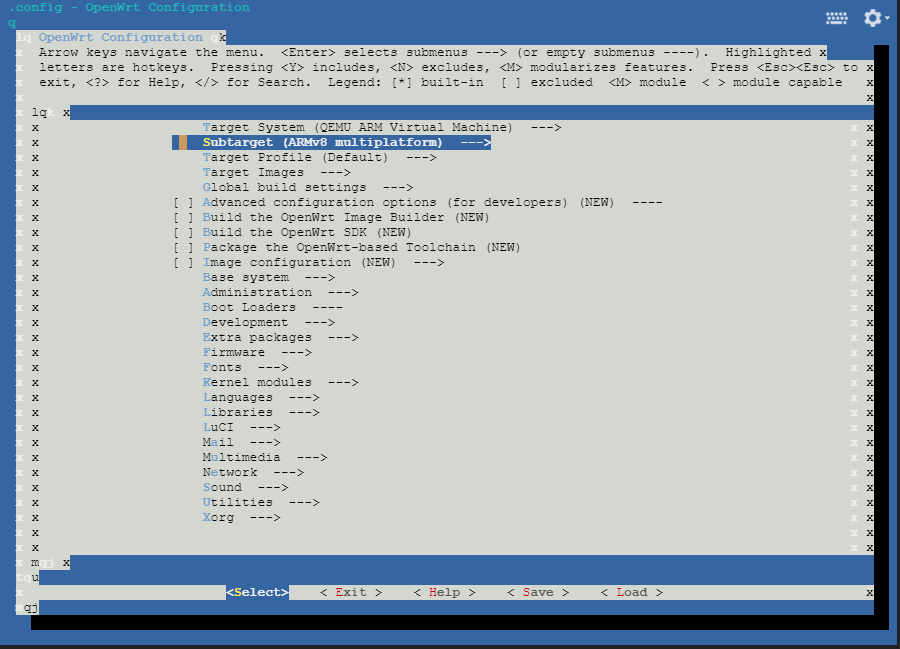 .config - OpenWrt Configuration
q
lq OpenWrt Configuration qk
x  Arrow keys navigate the menu.  <Enter> selects submenus ---> (or empty submenus ----).  Highlighted x
x  letters are hotkeys.  Pressing <Y> includes, <N> excludes, <M> modularizes features.  Press <Esc><Esc> to x
x  exit, <?> for Help, </> for Search.  Legend: [*] built-in  [ ] excluded  <M> module  < > module capable   x
x x
x lqk x
x x Target System (QEMU ARM Virtual Machine)  ---> x x
x x Subtarget (ARMv8 multiplatform)  ---> x x
x x Target Profile (Default)  ---> x x
x x Target Images  ---> x x
x x Global build settings  ---> x x
x x [ ] Advanced configuration options (for developers) (NEW)  ---- x x
x x [ ] Build the OpenWrt Image Builder (NEW) x x
x x [ ] Build the OpenWrt SDK (NEW) x x
x x [ ] Package the OpenWrt-based Toolchain (NEW) x x
x x [ ] Image configuration (NEW)  ---> x x
x x Base system  ---> x x
x x Administration  ---> x x
x x Boot Loaders  ---- x x
x x Development  ---> x x
x x Extra packages  ---> x x
x x Firmware  ---> x x
x x Fonts  ---> x x
x x Kernel modules  ---> x x
x x Languages  ---> x x
x x Libraries  ---> x x
x x LuCI  ---> x x
x x Mail  ---> x x
x x Multimedia  ---> x x
x x Network  ---> x x
x x Sound  ---> x x
x x Utilities  ---> x x
x x Xorg  ---> x x
x x x x
x x x x
x mqj x
tqu
x <Select>    < Exit >    < Help >    < Save >    < Load > x
mqj